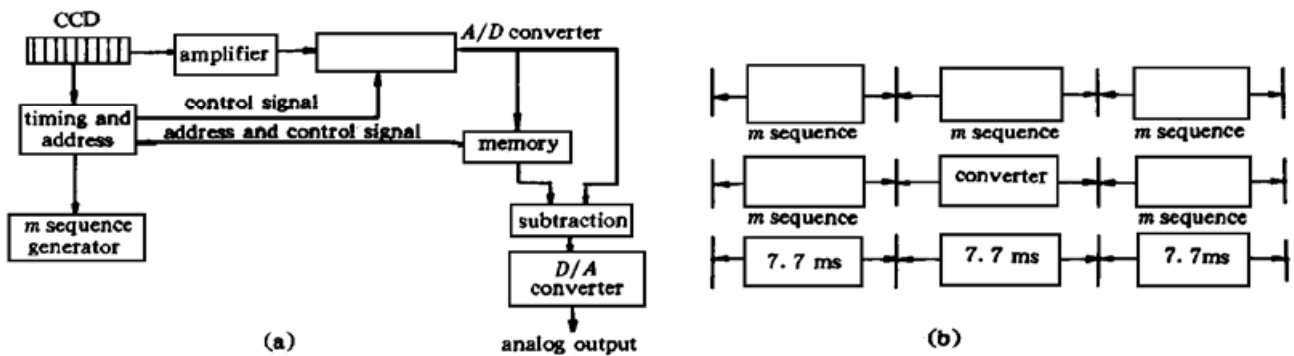 CCD
amplifier
A/D converter
control signal
timing and
address
address and control signal
memory
m sequence
generator
subtraction
D/A
converter
analog output
(a)
m sequence
m sequence
m sequence
converter
m sequence
m sequence
7.7 ms
7.7 ms
7.7ms
(b)